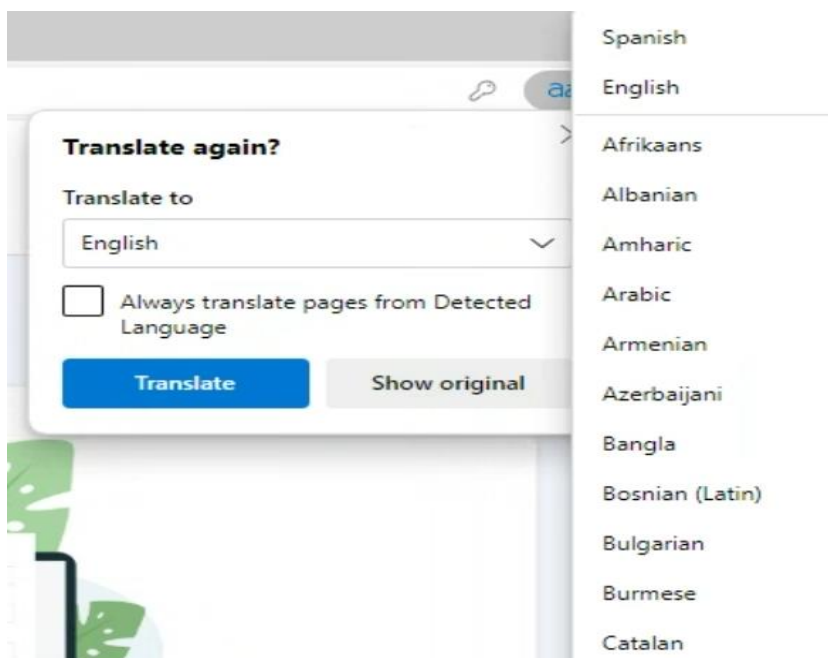 Translate again?
Translate to
English
Always translate pages from Detected
Language
Translate
Show original
Spanish
English
Afrikaans
Albanian
Amharic
Arabic
Armenian
Azerbaijani
Bangla
Bosnian (Latin)
Bulgarian
Burmese
Catalan